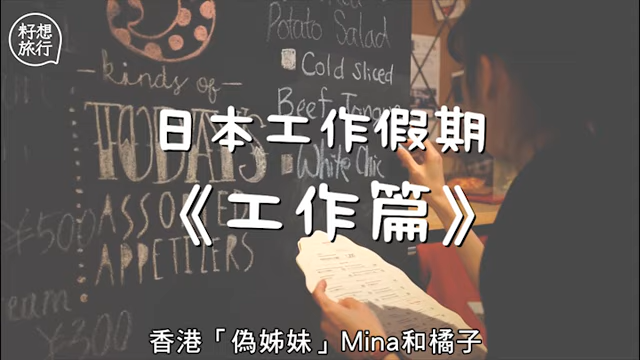 籽想
旅行
Potato Salad
Cold sliced
Beef Tongue
kinds of
TODAY'S
White Chic
ASSORTED
APPETIZERS
¥500
¥300
日本工作假期
《工作篇》
香港「偽姊妹」Mina和橘子